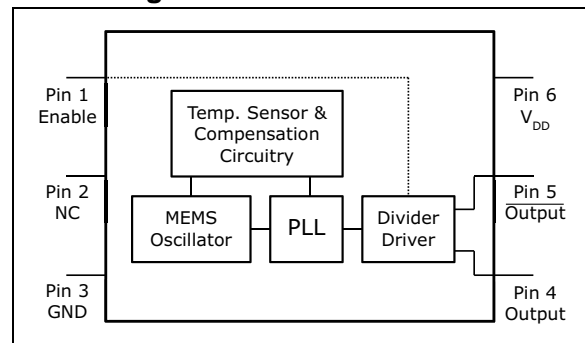 Pin 1
Enable
Pin 2
NC
Pin 3
GND
Temp. Sensor &
Compensation
Circuitry
MEMS
Oscillator
PLL
Divider
Driver
Pin 6
VDD
Pin 5
Output
Pin 4
Output